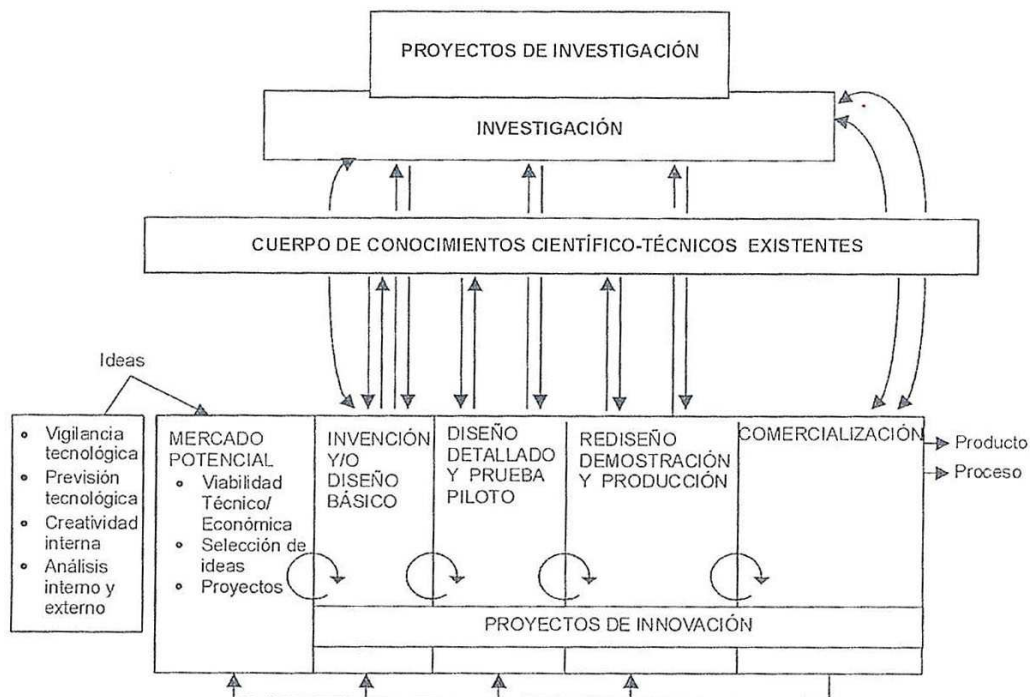 PROYECTOS DE INVESTIGACIÓN
INVESTIGACIÓN
CUERPO DE CONOCIMIENTOS CIENTÍFICO-TÉCNICOS EXISTENTES
Ideas
• Vigilancia
tecnológica
• Previsión
tecnológica
• Creatividad
interna
• Análisis
interno y
externo
MERCADO
POTENCIAL
• Viabilidad
Técnico/
Económica
• Selección de
ideas
• Proyectos
INVENCIÓN
Y/O
DISEÑO
BÁSICO
DISEÑO
DETALLADO
Y PRUEBA
PILOTO
REDISEÑO
DEMOSTRACIÓN
Y PRODUCCIÓN
COMERCIALIZACIÓN
Producto
Proceso
PROYECTOS DE INNOVACIÓN